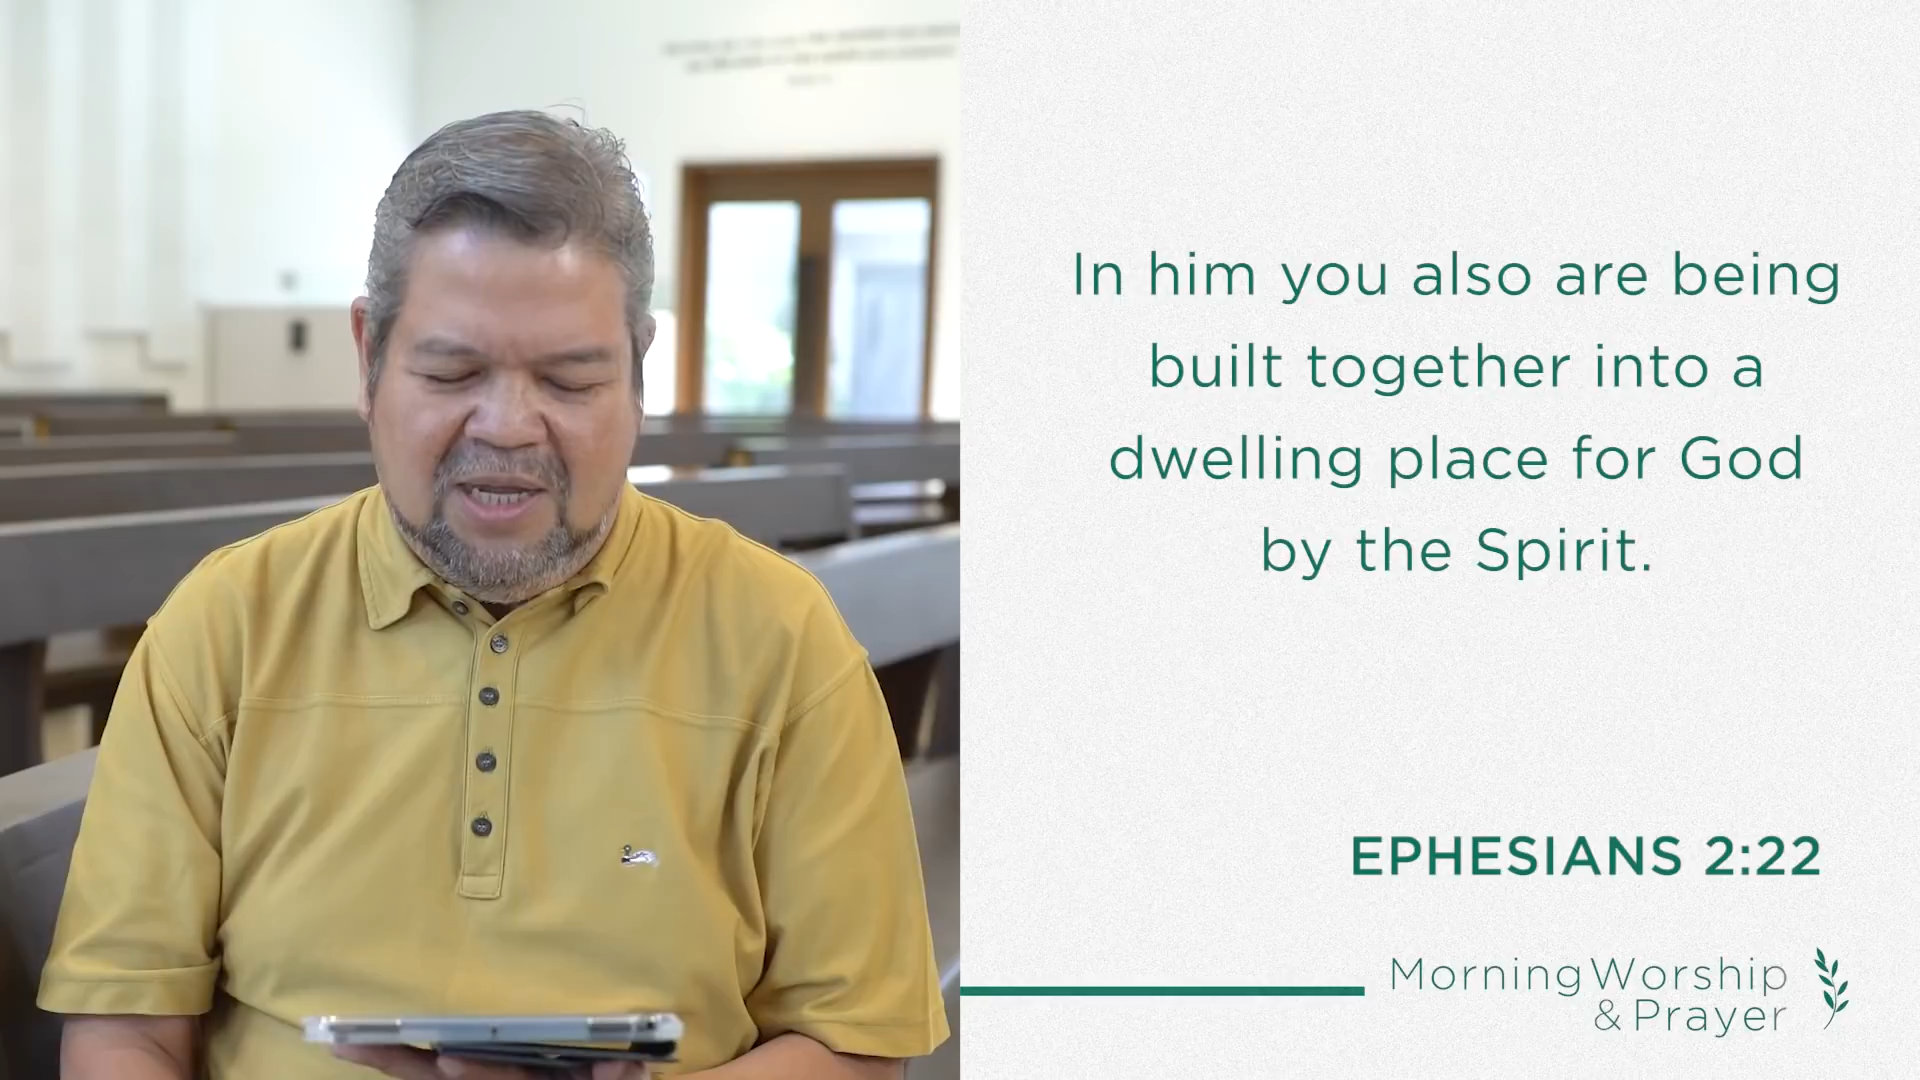 In him you also are being
built together into a
dwelling place for God
by the Spirit.
EPHESIANS 2:22
Morning Worship
& Prayer